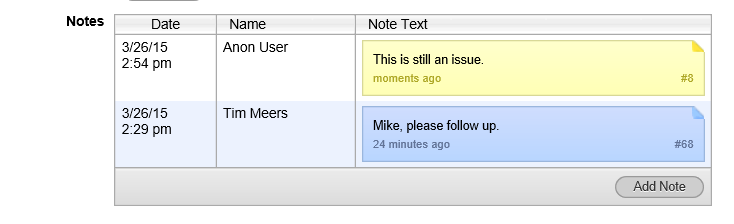 Notes
Date Name Note Text
3/26/15 Anon User This is still an issue.
2:54 pm moments ago #8
3/26/15 Tim Meers Mike, please follow up.
2:29 pm 24 minutes ago #68
Add Note